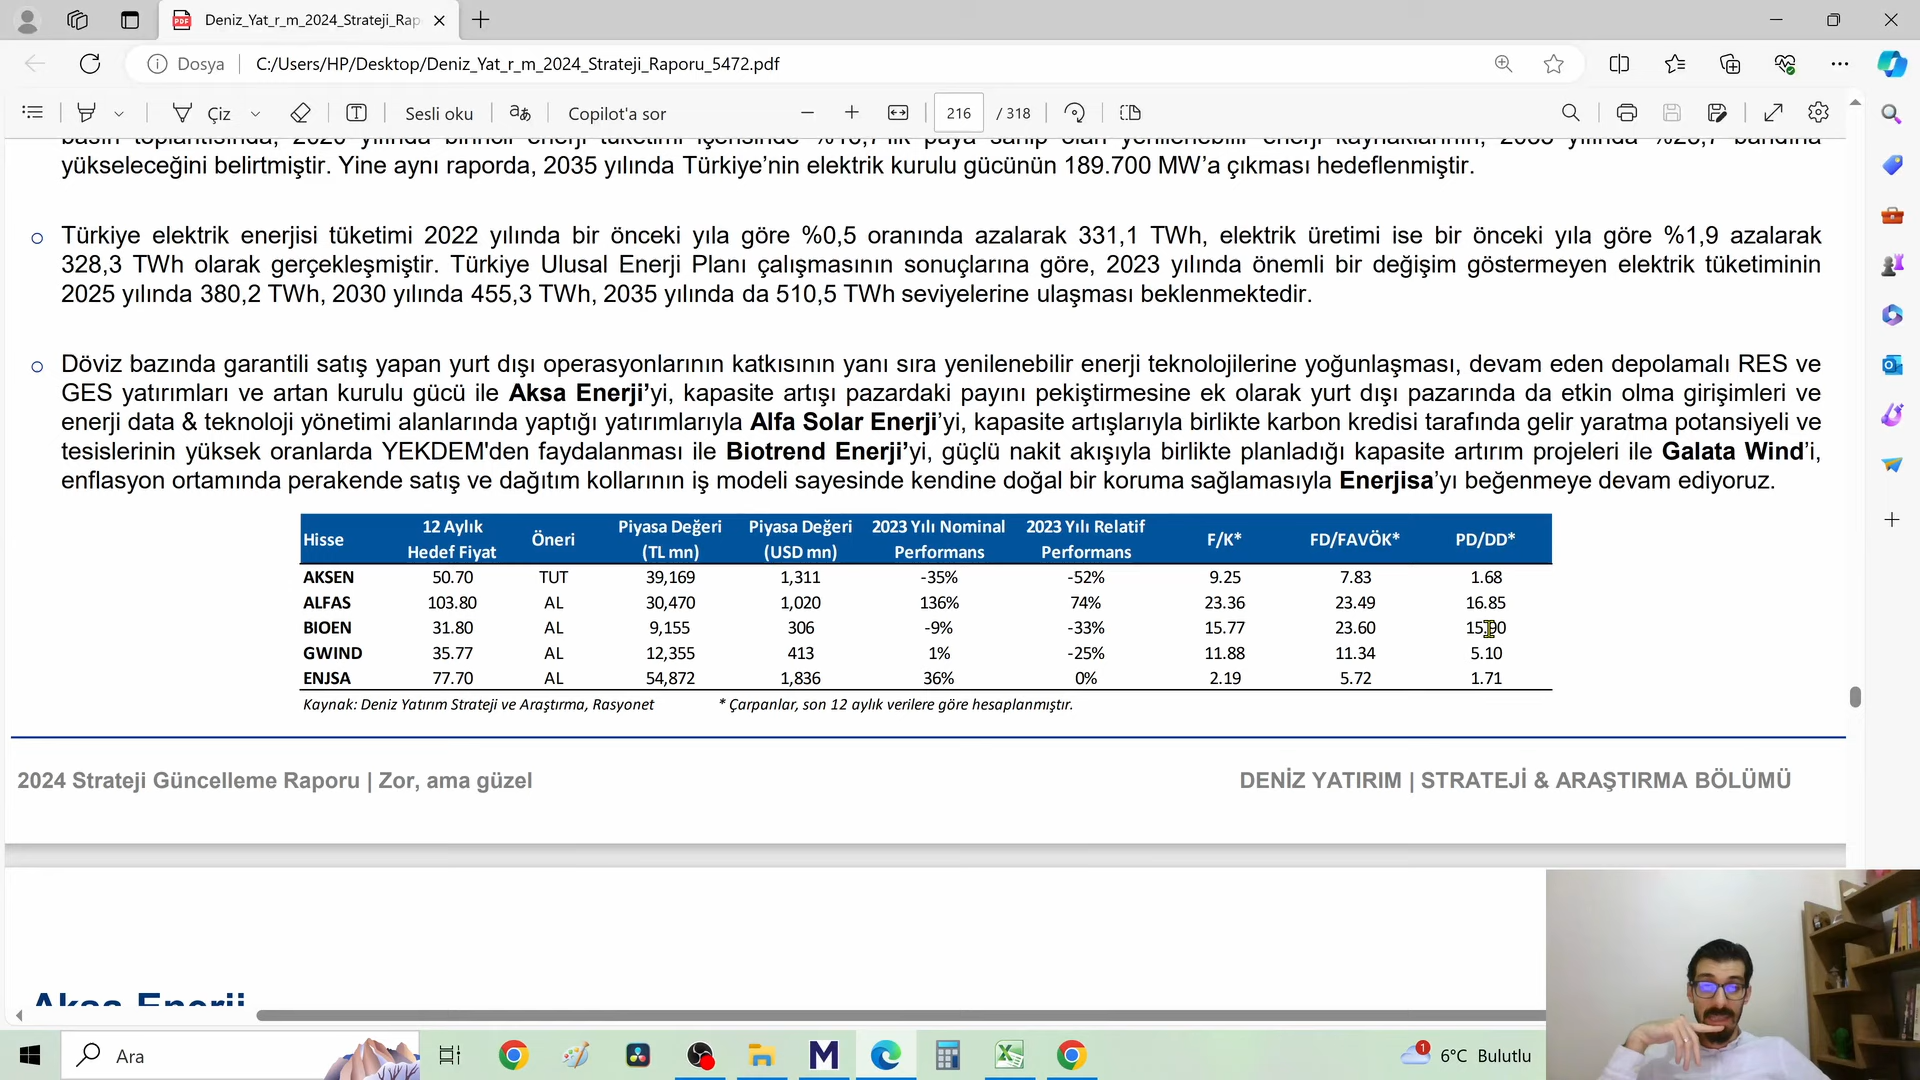 Deniz_Yat_r_m_2024_Strateji_Rap
Dosya
C:/Users/HP/Desktop/Deniz_Yat_r_m_2024_Strateji_Raporu_5472.pdf
Çiz
Sesli oku
Copilot'a sor
216 / 318
yükseleceğini belirtmiştir. Yine aynı raporda, 2035 yılında Türkiye'nin elektrik kurulu gücünün 189.700 MW'a çıkması hedeflenmiştir.
Türkiye elektrik enerjisi tüketimi 2022 yılında bir önceki yıla göre %0,5 oranında azalarak 331,1 TWh, elektrik üretimi ise bir önceki yıla göre %1,9 azalarak
328,3 TWh olarak gerçekleşmiştir. Türkiye Ulusal Enerji Planı çalışmasının sonuçlarına göre, 2023 yılında önemli bir değişim göstermeyen elektrik tüketiminin
2025 yılında 380,2 TWh, 2030 yılında 455,3 TWh, 2035 yılında da 510,5 TWh seviyelerine ulaşması beklenmektedir.
Döviz bazında garantili satış yapan yurt dışı operasyonlarının katkısının yanı sıra yenilenebilir enerji teknolojilerine yoğunlaşması, devam eden depolamalı RES ve
GES yatırımları ve artan kurulu gücü ile Aksa Enerji'yi, kapasite artışı pazardaki payını pekiştirmesine ek olarak yurt dışı pazarında da etkin olma girişimleri ve
enerji data & teknoloji yönetimi alanlarında yaptığı yatırımlarıyla Alfa Solar Enerji'yi, kapasite artışlarıyla birlikte karbon kredisi tarafında gelir yaratma potansiyeli ve
tesislerinin yüksek oranlarda YEKDEM'den faydalanması ile Biotrend Enerji'yi, güçlü nakit akışıyla birlikte planladığı kapasite artırım projeleri ile Galata Wind'i,
enflasyon ortamında perakende satış ve dağıtım kollarının iş modeli sayesinde kendine doğal bir koruma sağlamasıyla Enerjisa'yı beğenmeye devam ediyoruz.
Hisse 12 Aylık Hedef Fiyat Öneri Piyasa Değeri (TL mn) Piyasa Değeri (USD mn) 2023 Yılı Nominal Performans 2023 Yılı Relatif Performans F/K* FD/FAVÖK* PD/DD*
AKSEN 50.70 TUT 39,169 1,311 -35% -52% 9.25 7.83 1.68
ALFAS 103.80 AL 30,470 1,020 136% 74% 23.36 23.49 16.85
BIOEN 31.80 AL 9,155 306 -9% -33% 15.77 23.60 15.90
GWIND 35.77 AL 12,355 413 1% -25% 11.88 11.34 5.10
ENJSA 77.70 AL 54,872 1,836 36% 0% 2.19 5.72 1.71
Kaynak: Deniz Yatırım Strateji ve Araştırma, Rasyonet * Çarpanlar, son 12 aylık verilere göre hesaplanmıştır.
2024 Strateji Güncelleme Raporu | Zor, ama güzel
DENİZ YATIRIM | STRATEJİ & ARAŞTIRMA BÖLÜMÜ
Aksa Enerji
Ara
1
6°C Bulutlu